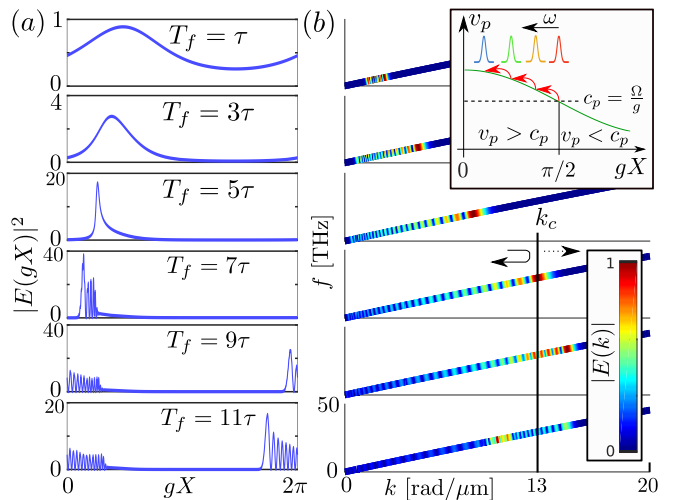 (a)
|E(gX)|²
1
0
T_f = τ
4
0
T_f = 3τ
20
0
T_f = 5τ
40
0
T_f = 7τ
40
0
T_f = 9τ
20
0
T_f = 11τ
0 gX 2π
(b)
v_p
ω
c_p = Ω/g
v_p > c_p v_p < c_p
0 π/2 gX
k_c
f [THz]
50
0
|E(k)|
1
0
0 k [rad/μm] 13 20